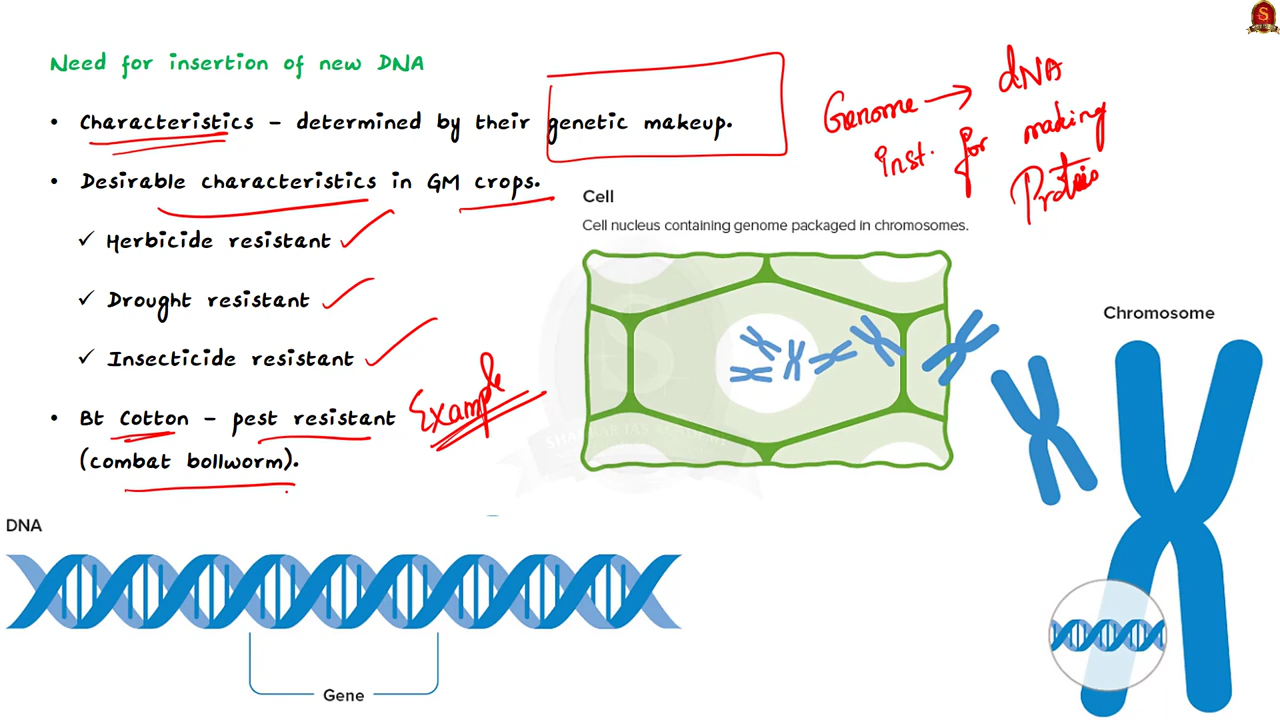 Need for insertion of new DNA
• Characteristics - determined by their genetic makeup.
• Desirable characteristics in GM crops.
✓ Herbicide resistant
✓ Drought resistant
✓ Insecticide resistant
• Bt Cotton - pest resistant
(combat bollworm).
Example
Genome → dNA
inst. for making
Protein
Cell
Cell nucleus containing genome packaged in chromosomes.
Chromosome
DNA
Gene